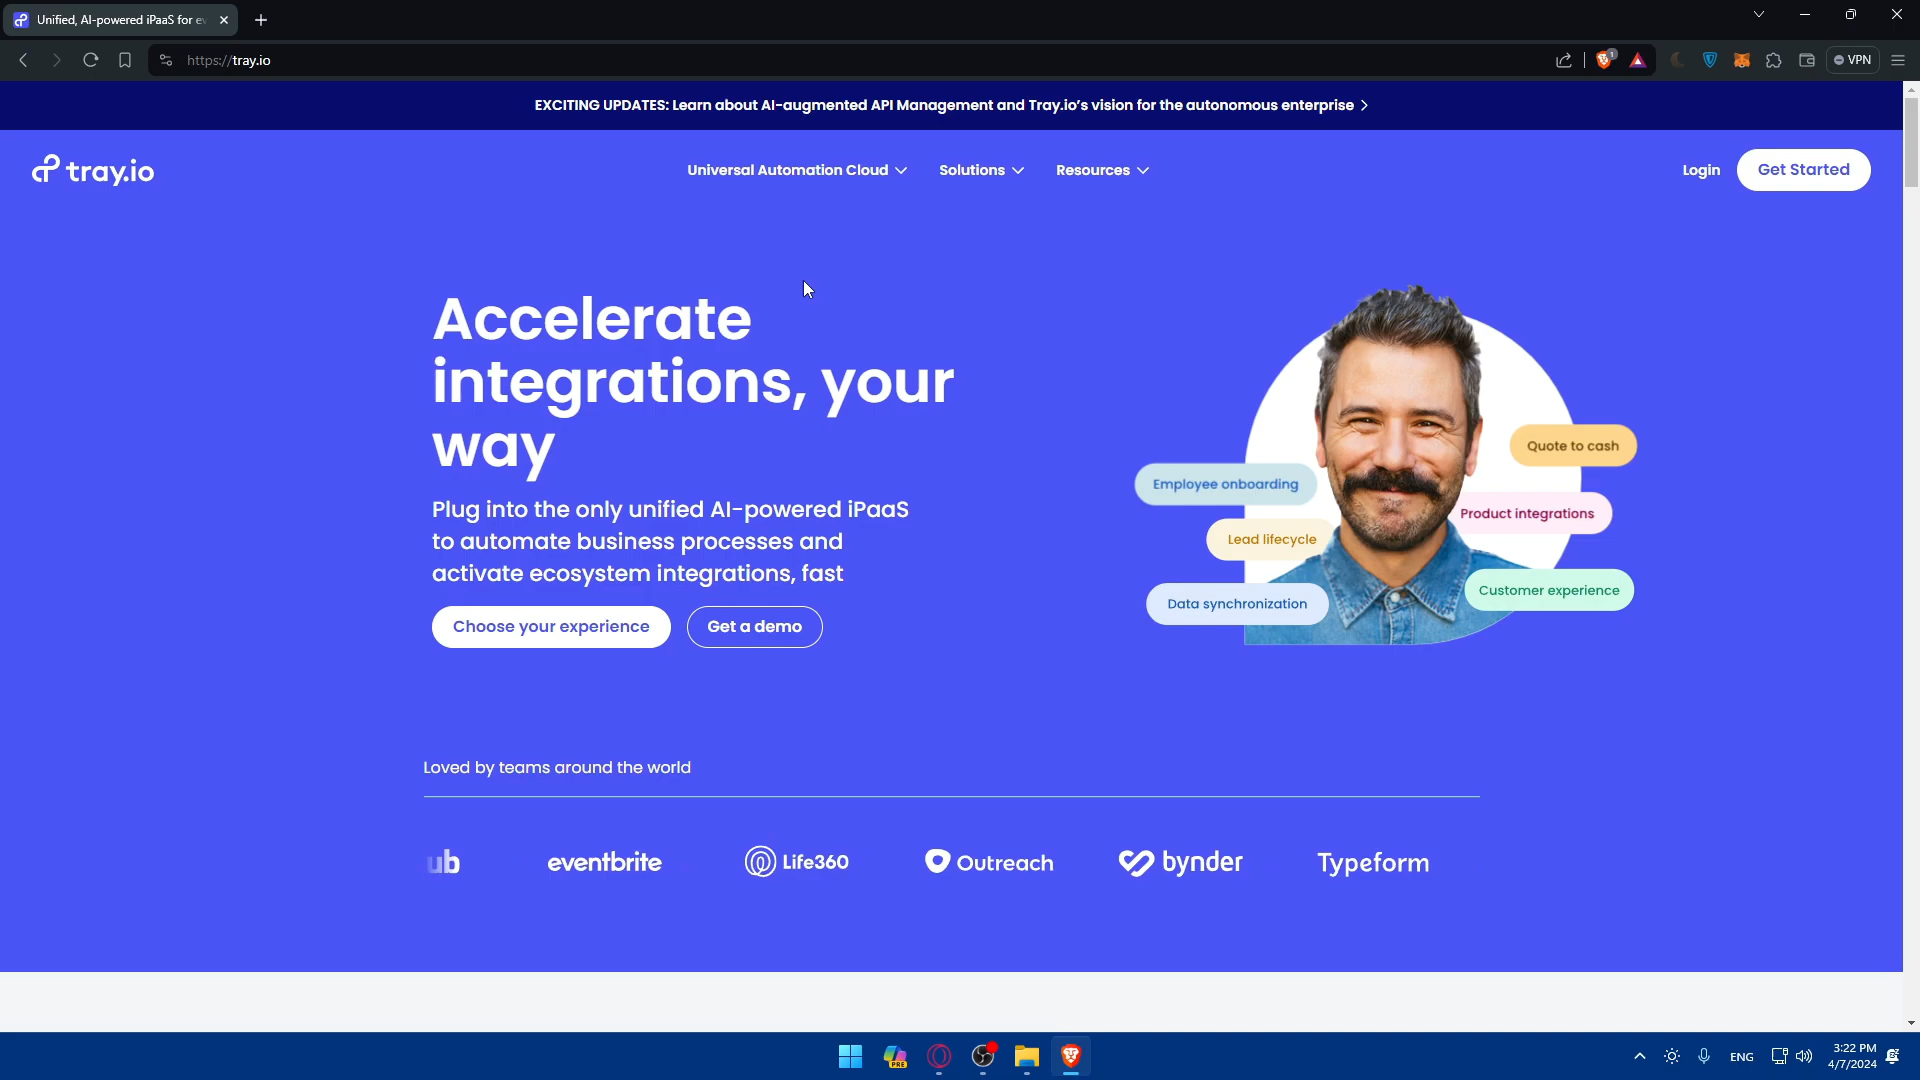 Unified, AI-powered iPaaS for ev
https://tray.io
1
VPN
EXCITING UPDATES: Learn about AI-augmented API Management and Tray.io's vision for the autonomous enterprise
tray.io
Universal Automation Cloud
Solutions
Resources
Login
Get Started
Accelerate
integrations, your
way
Plug into the only unified AI-powered iPaaS
to automate business processes and
activate ecosystem integrations, fast
Choose your experience
Get a demo
Quote to cash
Employee onboarding
Product integrations
Lead lifecycle
Customer experience
Data synchronization
Loved by teams around the world
ub
eventbrite
Life360
Outreach
bynder
Typeform
PRE
ENG
3:22 PM
4/7/2024